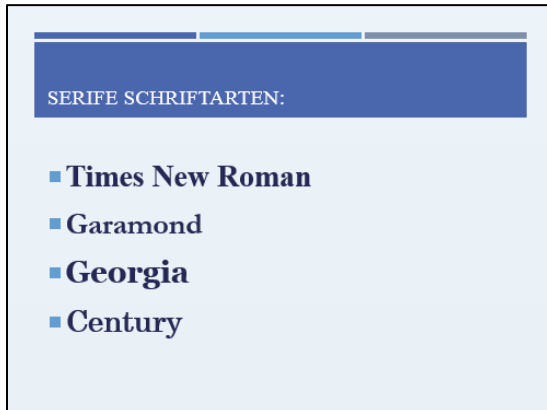 SERIFE SCHRIFTARTEN:
Times New Roman
Garamond
Georgia
Century